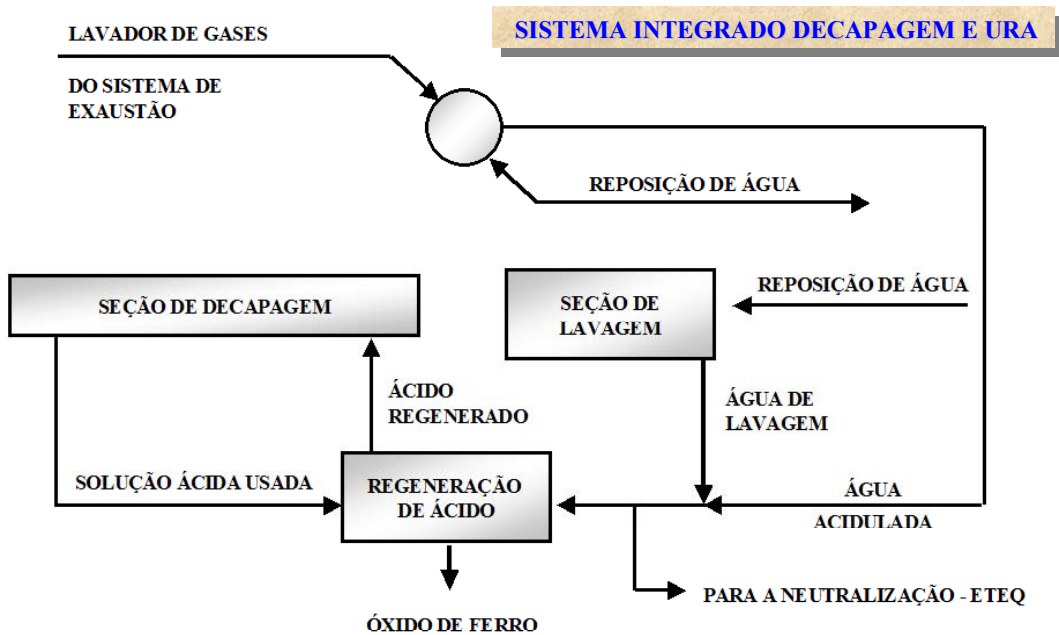 SISTEMA INTEGRADO DECAPAGEM E URA
LAVADOR DE GASES
DO SISTEMA DE
EXAUSTÃO
REPOSIÇÃO DE ÁGUA
REPOSIÇÃO DE ÁGUA
SEÇÃO DE DECAPAGEM
SEÇÃO DE
LAVAGEM
ÁCIDO
REGENERADO
ÁGUA DE
LAVAGEM
SOLUÇÃO ÁCIDA USADA
REGENERAÇÃO
DE ÁCIDO
ÁGUA
ACIDULADA
PARA A NEUTRALIZAÇÃO - ETEQ
ÓXIDO DE FERRO